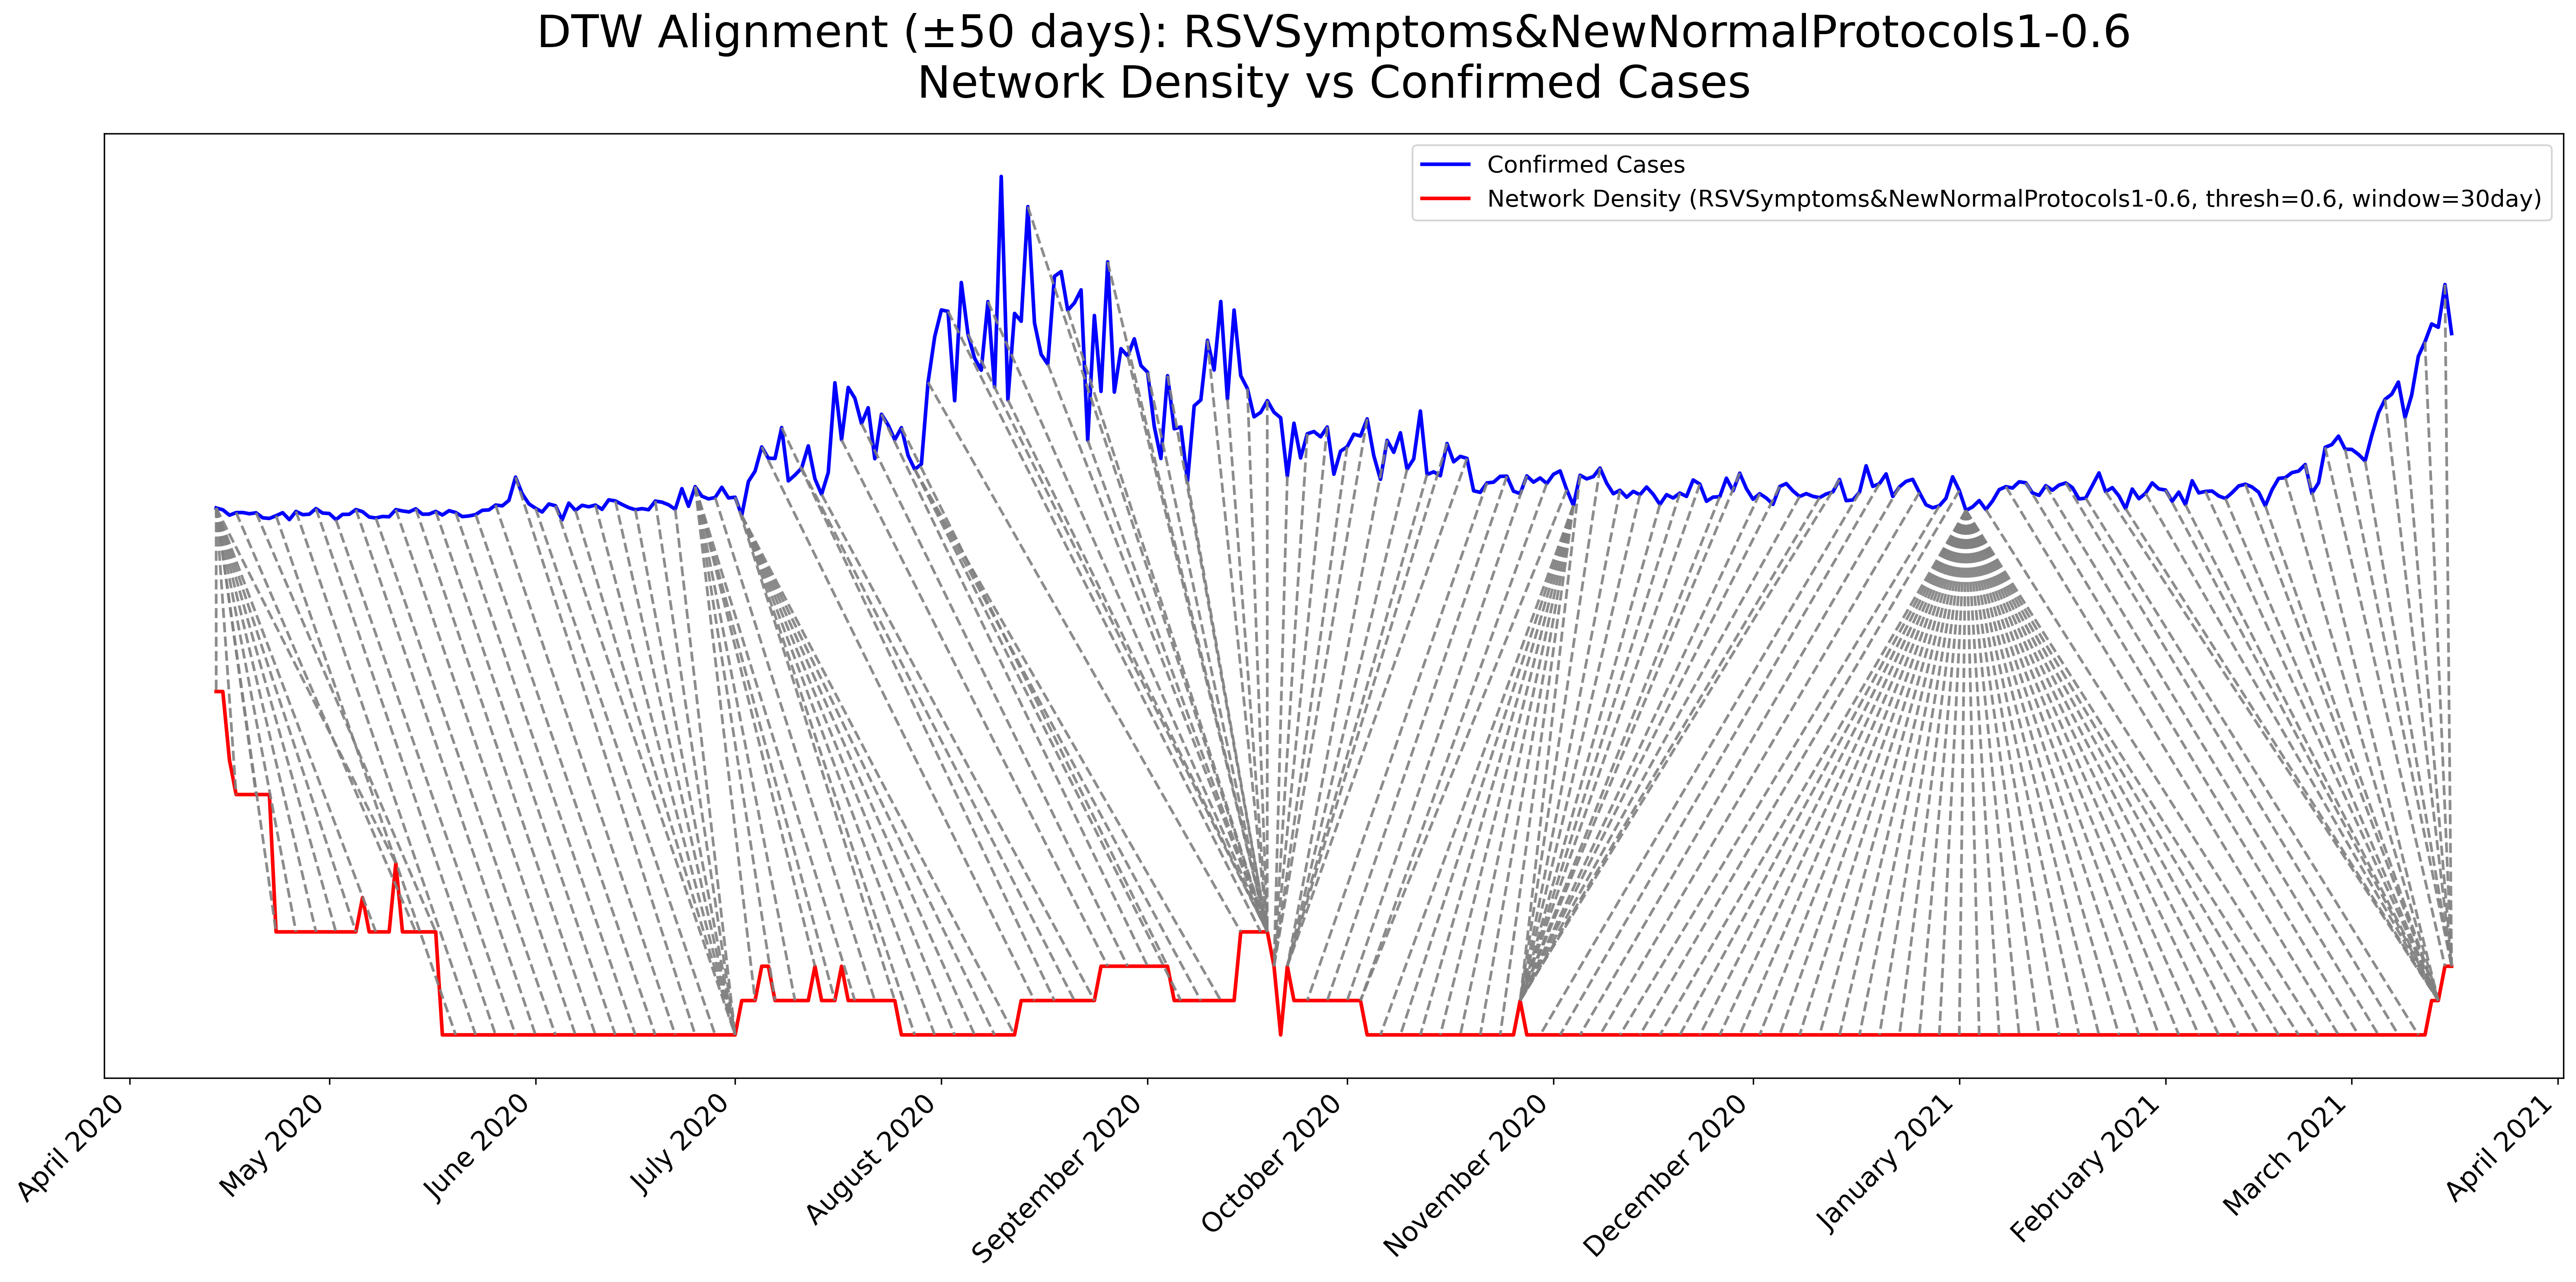 DTW Alignment (±50 days): RSVSymptoms&NewNormalProtocols1-0.6
Network Density vs Confirmed Cases
Confirmed Cases
Network Density (RSVSymptoms&NewNormalProtocols1-0.6, thresh=0.6, window=30day)
April 2020
May 2020
June 2020
July 2020
August 2020
September 2020
October 2020
November 2020
December 2020
January 2021
February 2021
March 2021
April 2021